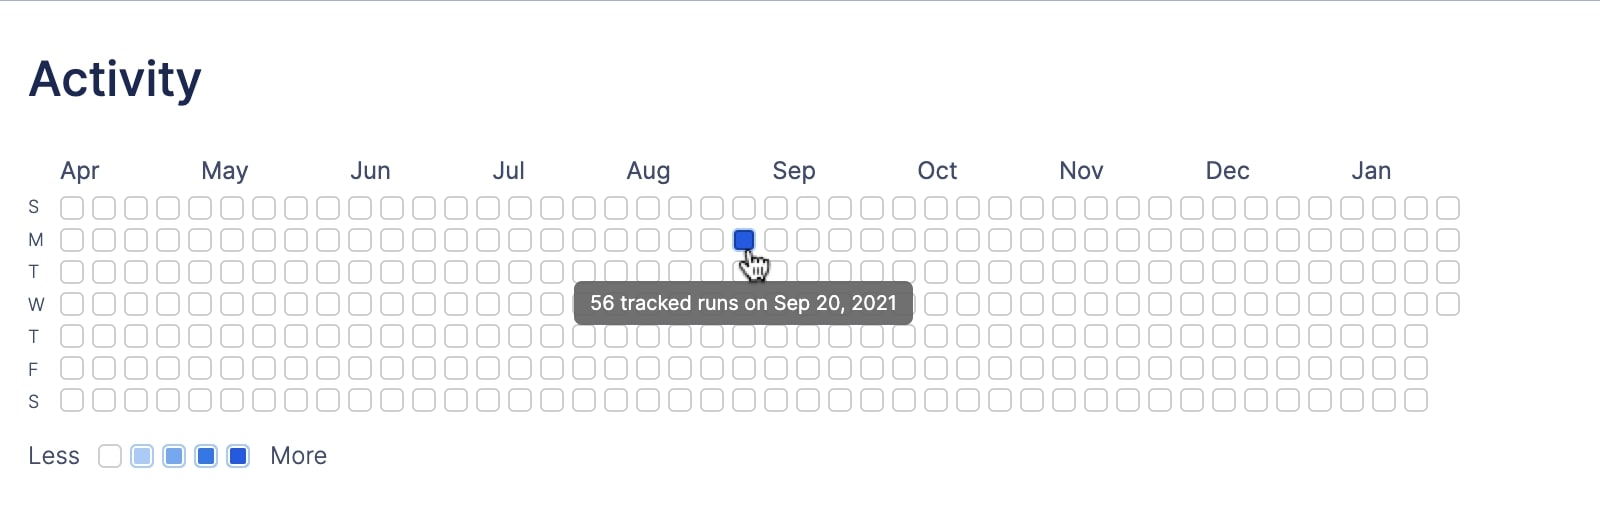 Activity
Apr May Jun Jul Aug Sep Oct Nov Dec Jan
S
M
T
W
56 tracked runs on Sep 20, 2021
T
F
S
Less More